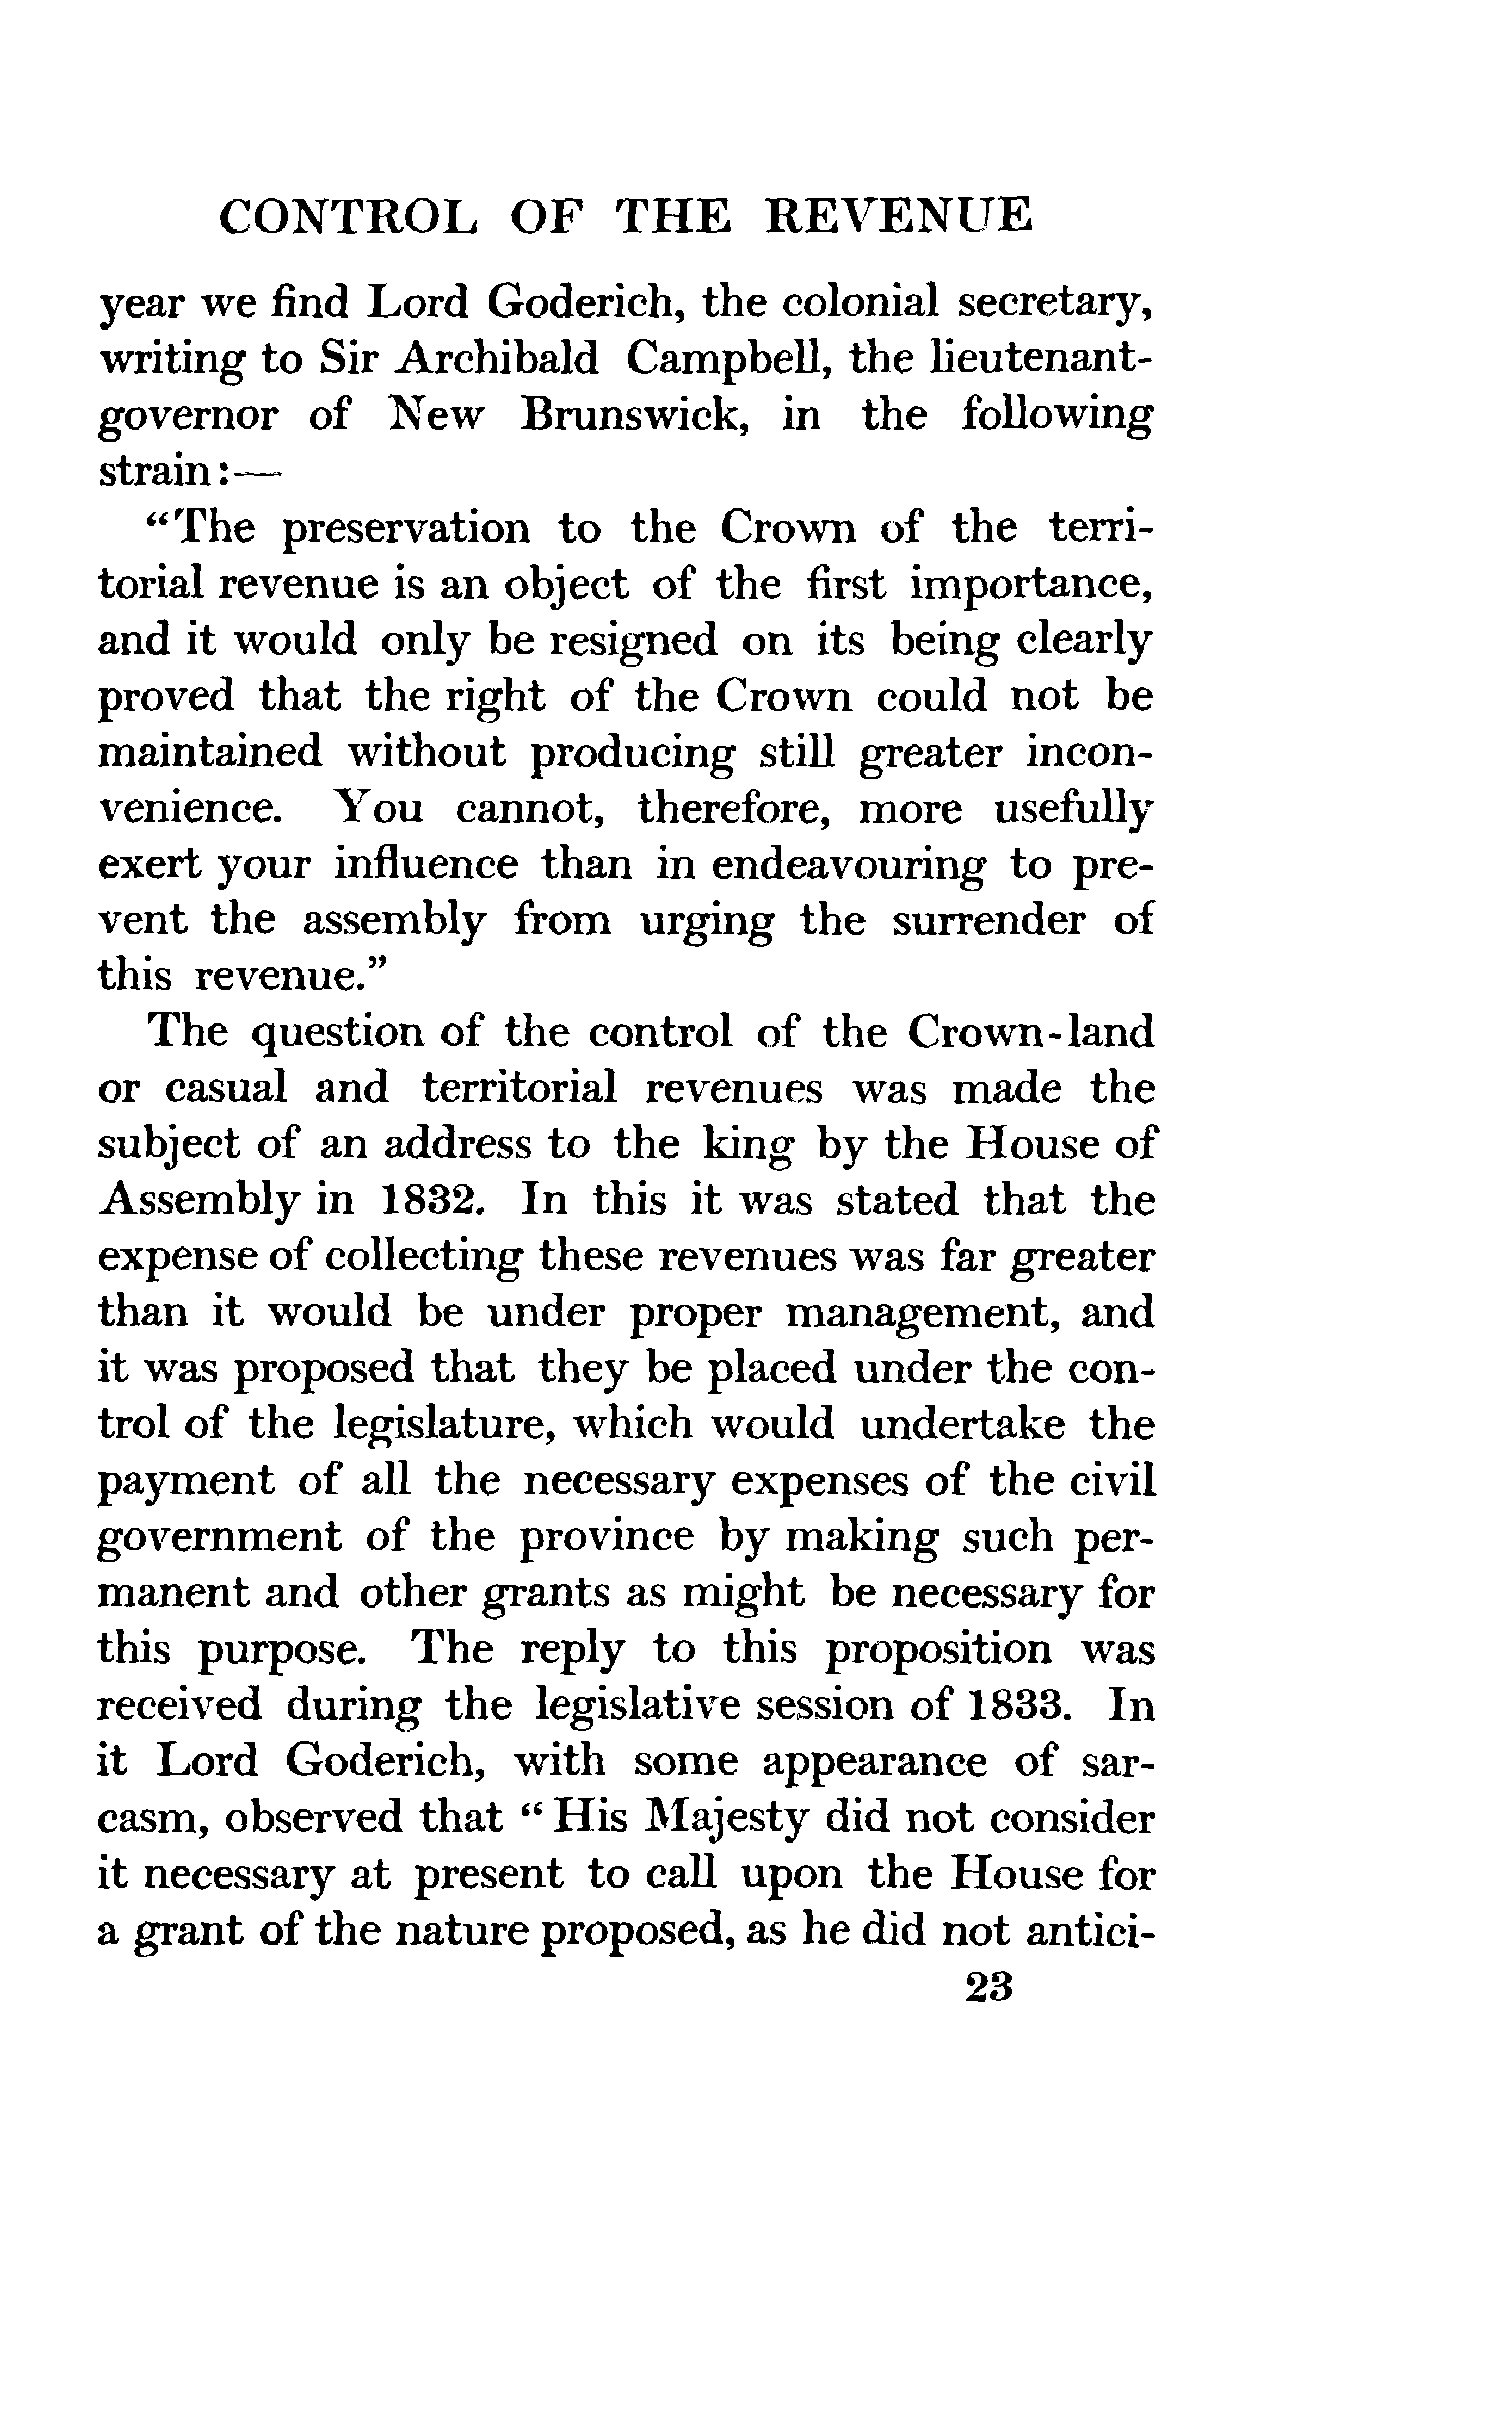 CONTROL OF THE REVENUE
year we find Lord Goderich, the colonial secretary,
writing to Sir Archibald Campbell, the lieutenant-
governor of New Brunswick, in the following
strain:—
"The preservation to the Crown of the terri-
torial revenue is an object of the first importance,
and it would only be resigned on its being clearly
proved that the right of the Crown could not be
maintained without producing still greater incon-
venience. You cannot, therefore, more usefully
exert your influence than in endeavouring to pre-
vent the assembly from urging the surrender of
this revenue."
The question of the control of the Crown-land
or casual and territorial revenues was made the
subject of an address to the king by the House of
Assembly in 1832. In this it was stated that the
expense of collecting these revenues was far greater
than it would be under proper management, and
it was proposed that they be placed under the con-
trol of the legislature, which would undertake the
payment of all the necessary expenses of the civil
government of the province by making such per-
manent and other grants as might be necessary for
this purpose. The reply to this proposition was
received during the legislative session of 1833. In
it Lord Goderich, with some appearance of sar-
casm, observed that "His Majesty did not consider
it necessary at present to call upon the House for
a grant of the nature proposed, as he did not antici-
23